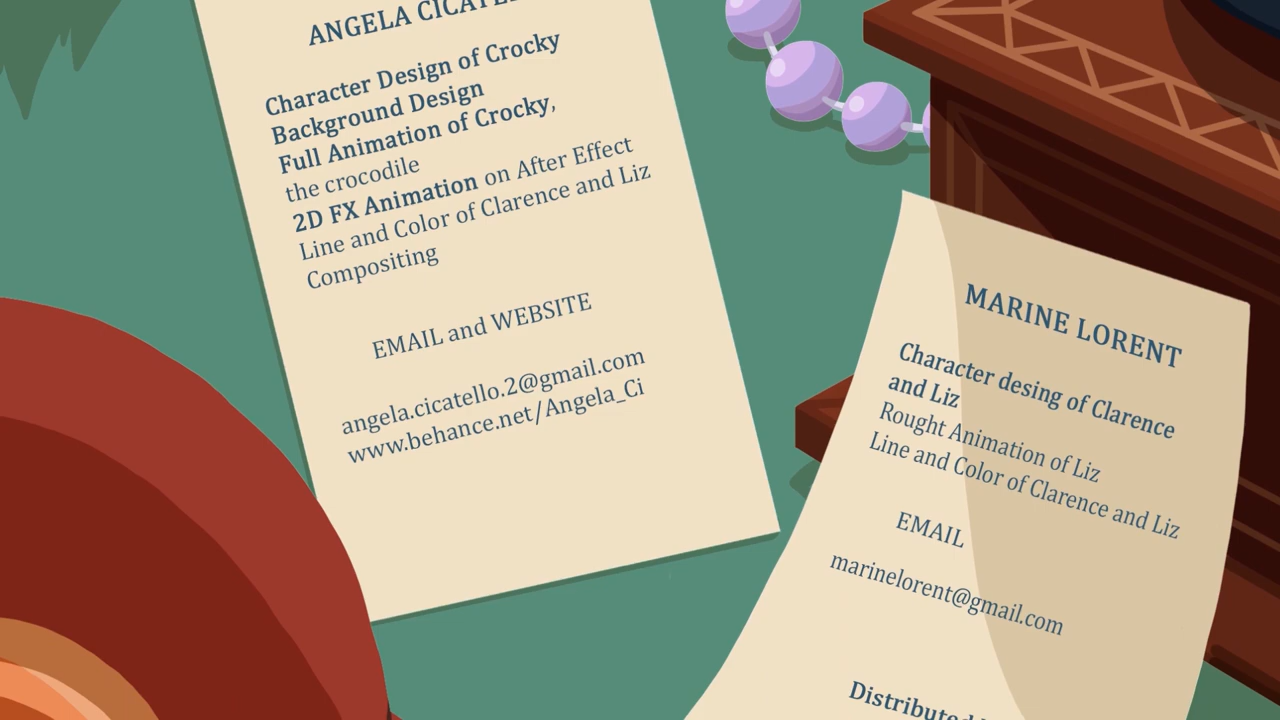 ANGELA
Character Design of Crocky
Background Design
Full Animation of Crocky,
the crocodile
2D FX Animation on After Effect
Line and Color of Clarence and Liz
Compositing
EMAIL and WEBSITE
angela.cicatello.2@gmail.com
www.behance.net/Angela_Ci
MARINE LORENT
Character desing of Clarence
and Liz
Rought Animation of Liz
Line and Color of Clarence and Liz
EMAIL
marinelorent@gmail.com
Distributed